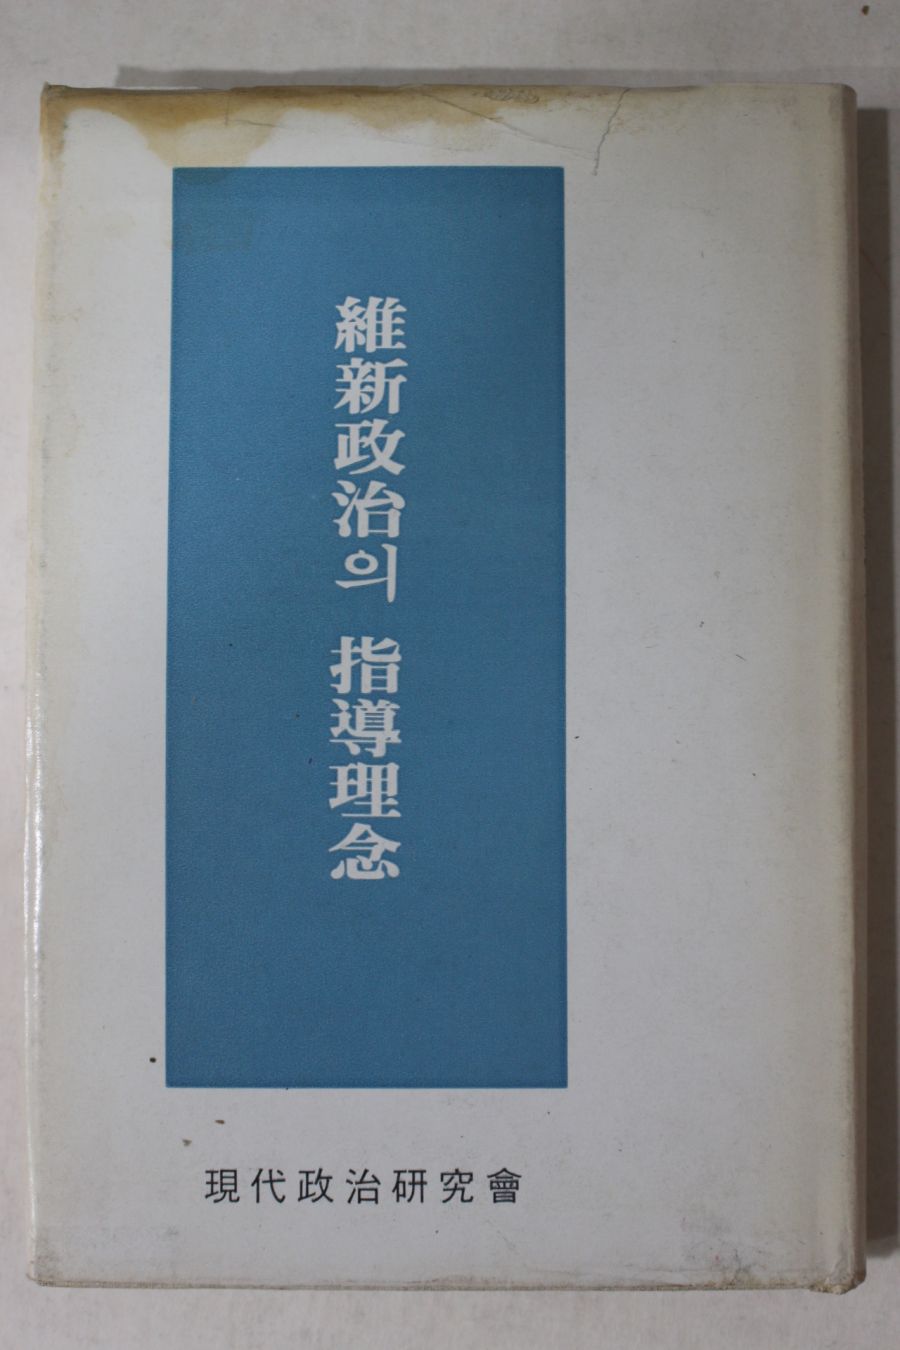 維新政治의 指導理念
現代政治研究會